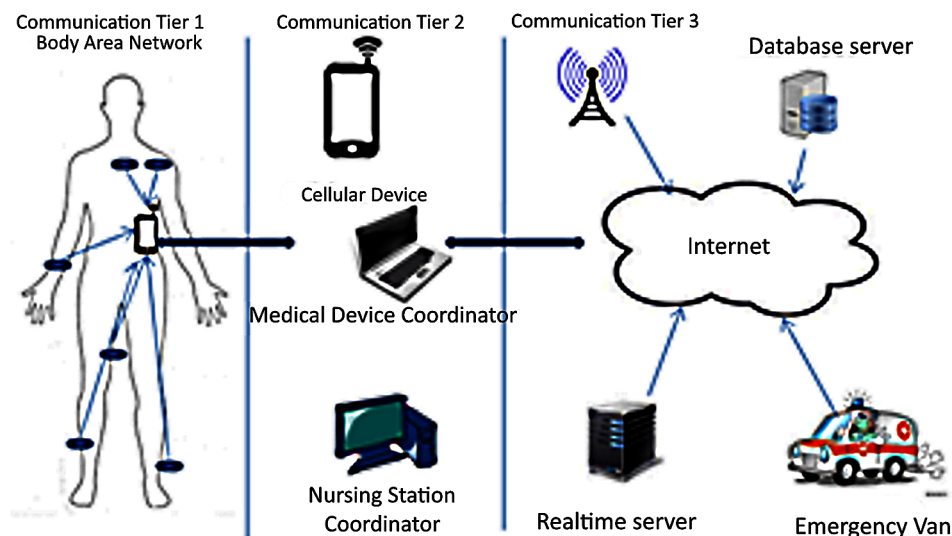 Communication Tier 1
Body Area Network
Communication Tier 2
Communication Tier 3
Database server
Cellular Device
Internet
Medical Device Coordinator
Nursing Station
Coordinator
Realtime server
Emergency Van